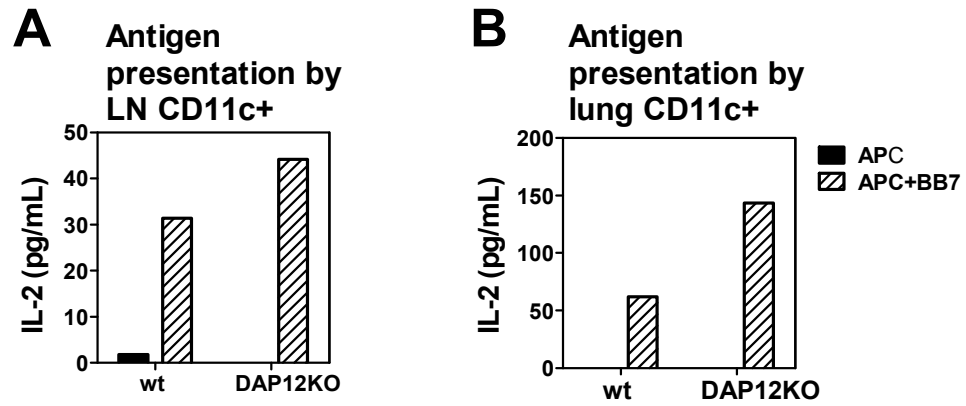 A
Antigen
presentation by
LN CD11c+
50
40
30
20
10
0
IL-2 (pg/mL)
wt
DAP12KO
B
Antigen
presentation by
lung CD11c+
200
150
100
50
0
IL-2 (pg/mL)
wt
DAP12KO
APC
APC+BB7